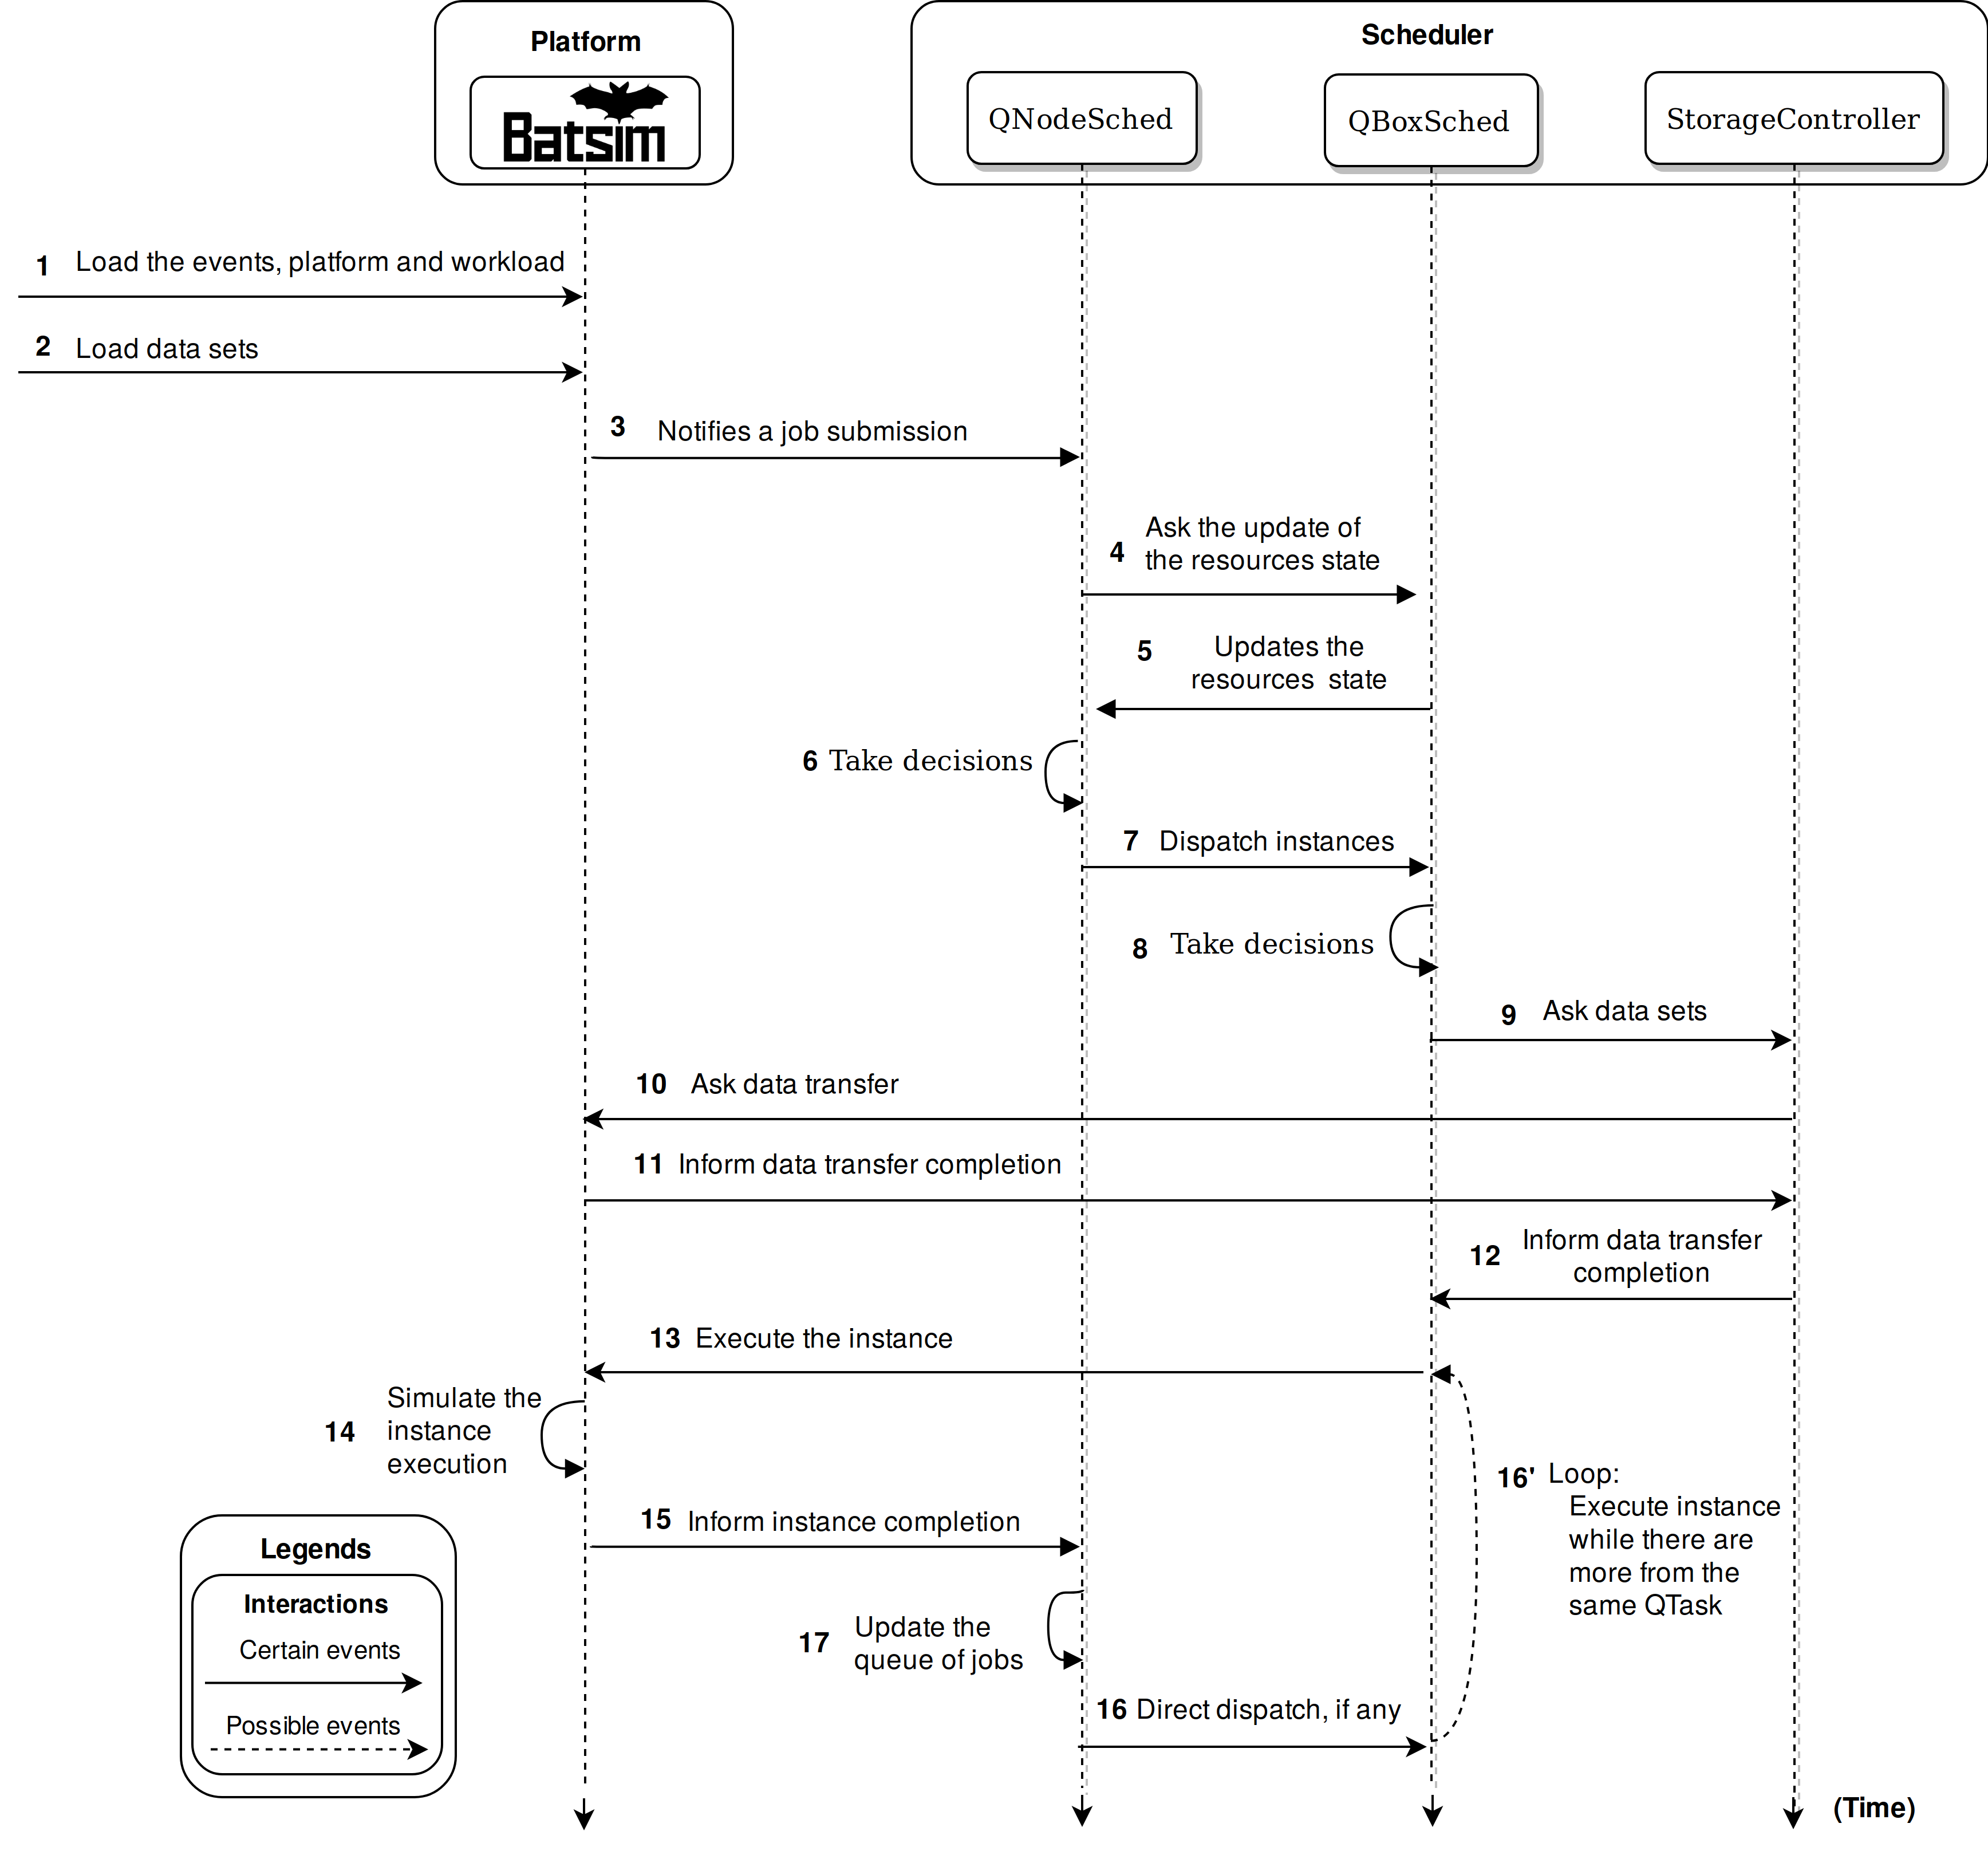 Platform
Batsim
Scheduler
QNodeSched
QBoxSched
StorageController
1 Load the events, platform and workload
2 Load data sets
3 Notifies a job submission
4 Ask the update of
the resources state
5 Updates the
resources state
6 Take decisions
7 Dispatch instances
8 Take decisions
9 Ask data sets
10 Ask data transfer
11 Inform data transfer completion
12 Inform data transfer
completion
13 Execute the instance
14 Simulate the
instance
execution
15 Inform instance completion
16' Loop:
Execute instance
while there are
more from the
same QTask
17 Update the
queue of jobs
16 Direct dispatch, if any
Legends
Interactions
Certain events
Possible events
(Time)